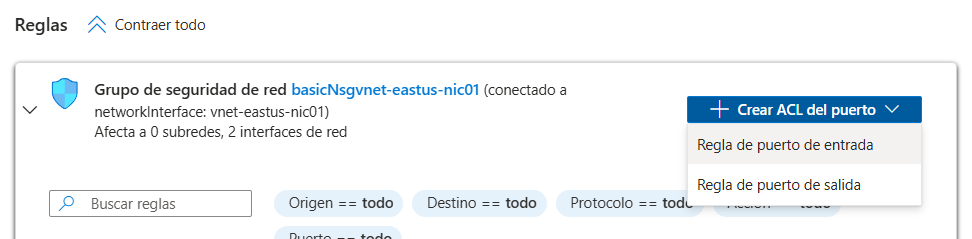 Reglas
Contraer todo
Grupo de seguridad de red basicNsgvnet-eastus-nic01 (conectado a
networkInterface: vnet-eastus-nic01)
Afecta a 0 subredes, 2 interfaces de red
Crear ACL del puerto
Regla de puerto de entrada
Regla de puerto de salida
Buscar reglas
Origen == todo
Destino == todo
Protocolo == todo
Acción == todo
Puerto == todo